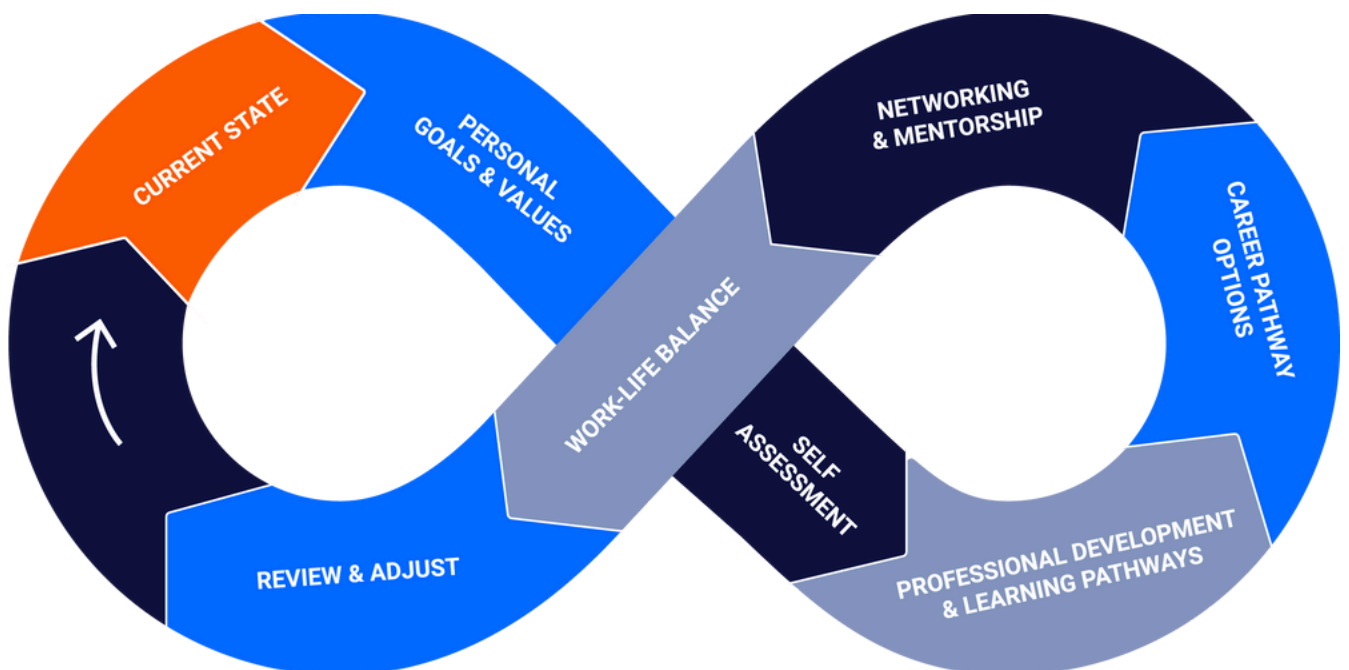 CURRENT STATE
PERSONAL
GOALS & VALUES
SELF
ASSESSMENT
PROFESSIONAL DEVELOPMENT
& LEARNING PATHWAYS
CAREER PATHWAY
OPTIONS
NETWORKING
& MENTORSHIP
WORK-LIFE BALANCE
REVIEW & ADJUST